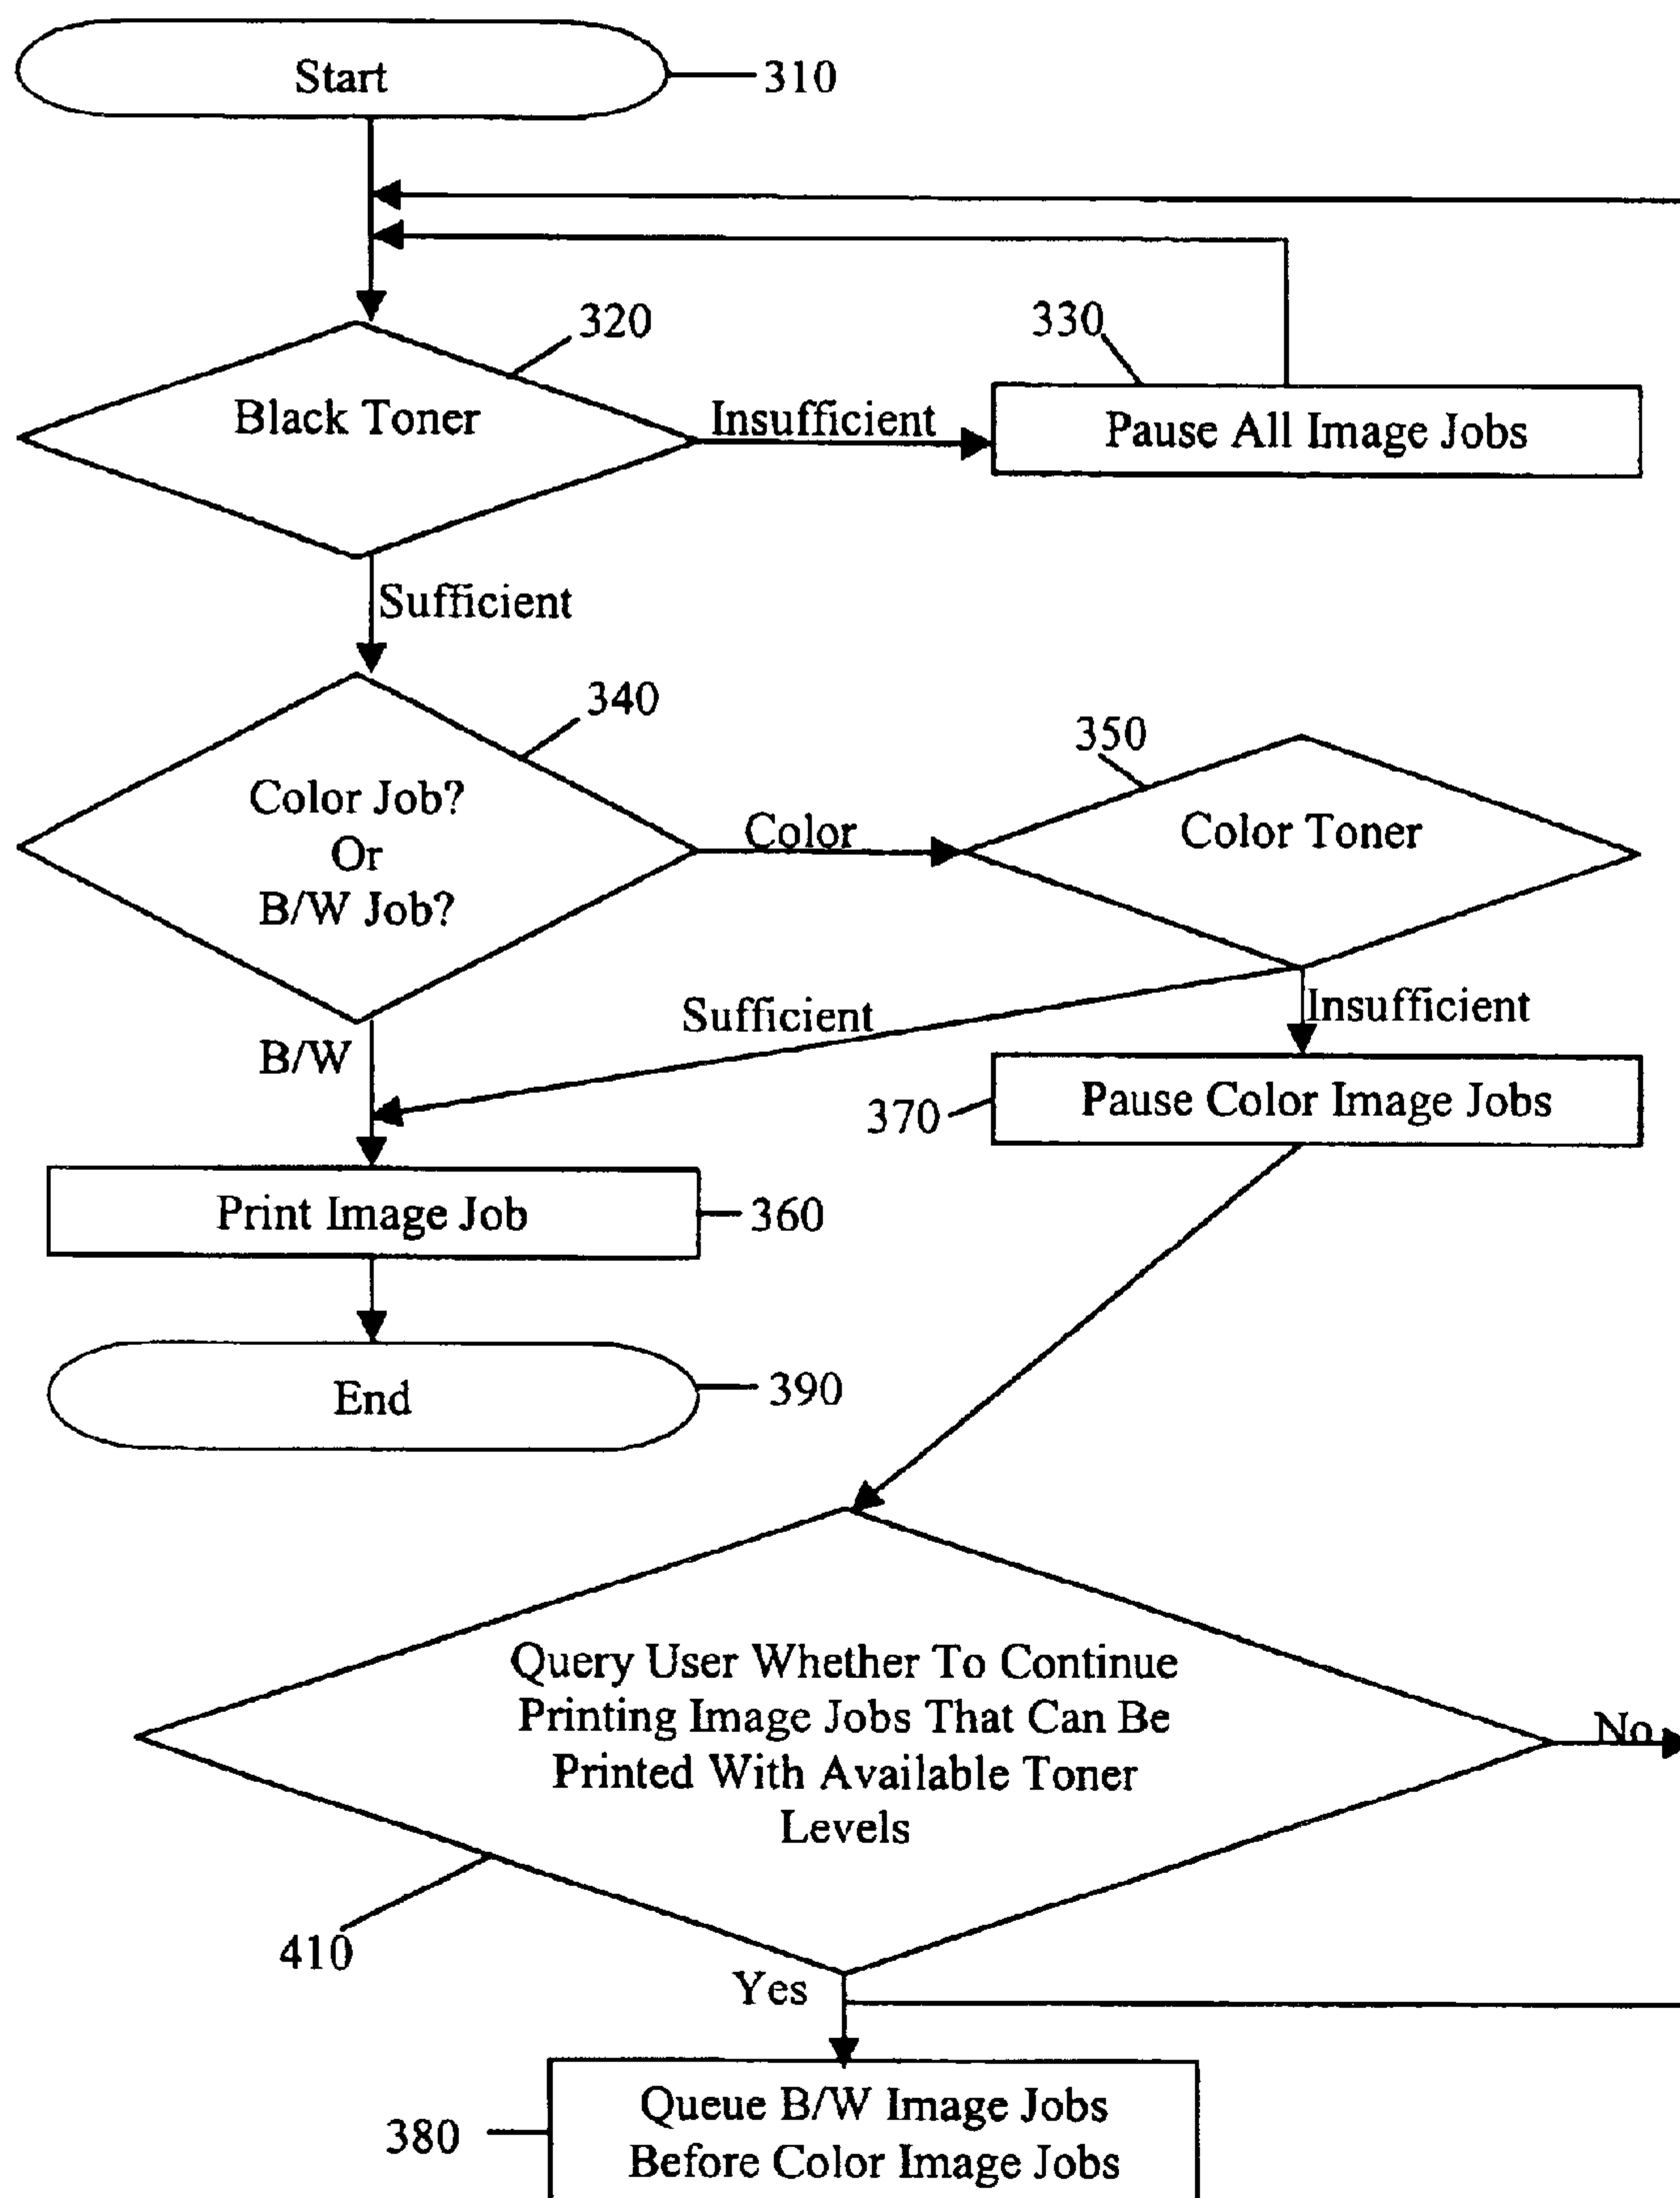 Start
310
320
330
Black Toner
Insufficient
Pause All Image Jobs
Sufficient
340
350
Color Job?
Or
B/W Job?
Color
Color Toner
Sufficient
Insufficient
B/W
370
Pause Color Image Jobs
Print Image Job
360
End
390
Query User Whether To Continue
Printing Image Jobs That Can Be
Printed With Available Toner
Levels
No
410
Yes
380
Queue B/W Image Jobs
Before Color Image Jobs